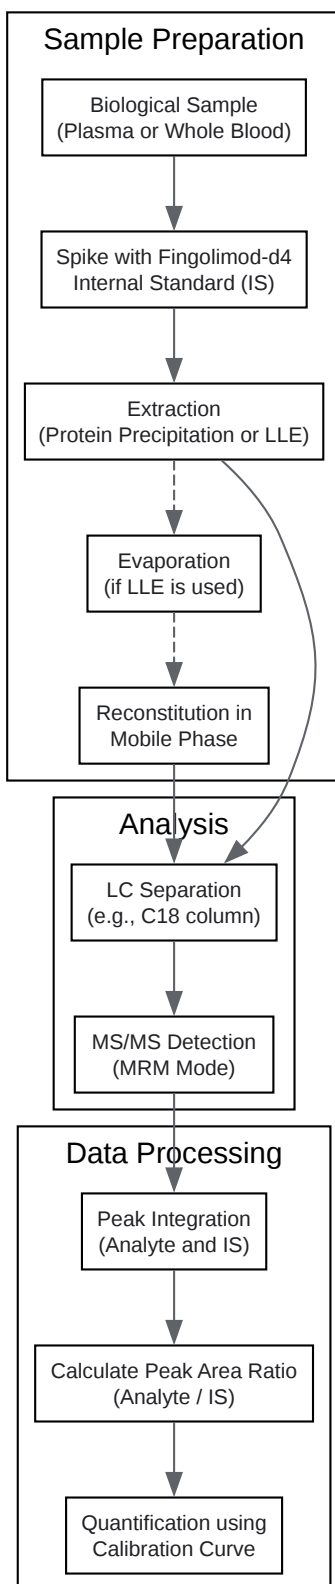 Sample Preparation
Biological Sample
(Plasma or Whole Blood)
Spike with Fingolimod-d4
Internal Standard (IS)
Extraction
(Protein Precipitation or LLE)
Evaporation
(if LLE is used)
Reconstitution in
Mobile Phase
Analysis
LC Separation
(e.g., C18 column)
MS/MS Detection
(MRM Mode)
Data Processing
Peak Integration
(Analyte and IS)
Calculate Peak Area Ratio
(Analyte / IS)
Quantification using
Calibration Curve